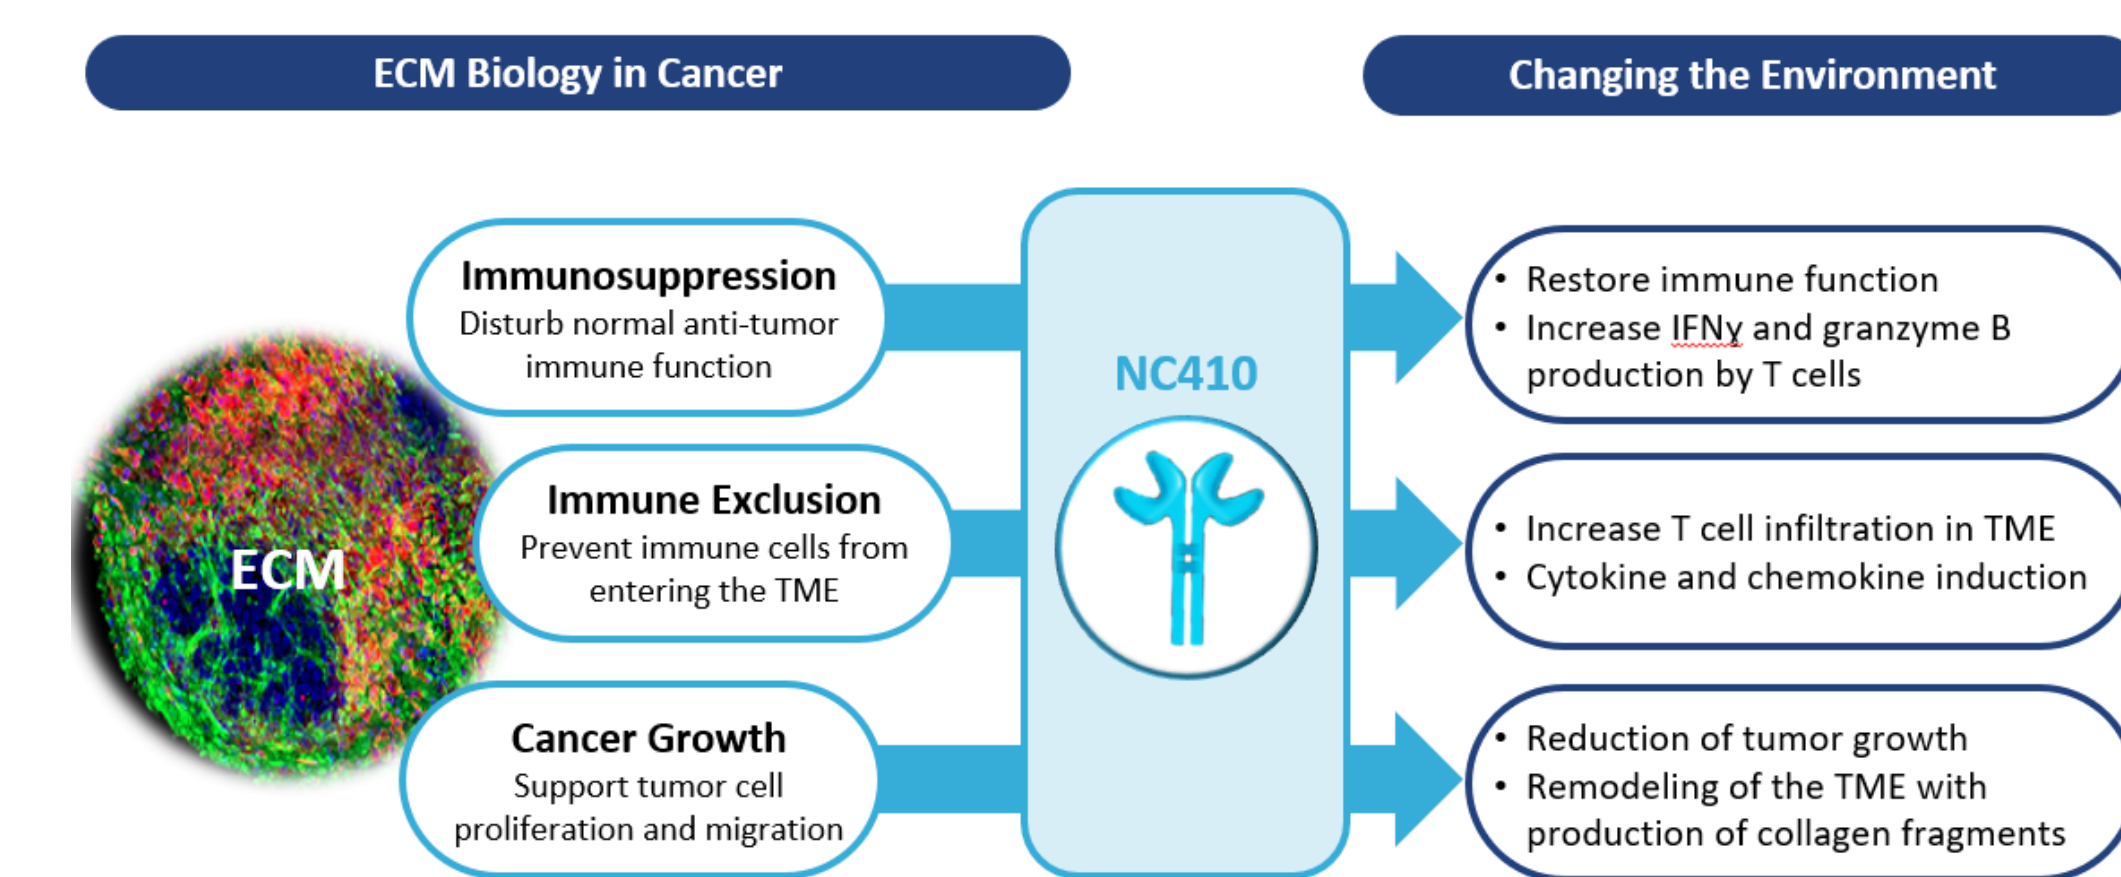 ECM Biology in Cancer
Changing the Environment
Immunosuppression
Disturb normal anti-tumor
immune function
Immune Exclusion
Prevent immune cells from
entering the TME
Cancer Growth
Support tumor cell
proliferation and migration
ECM
NC410
• Restore immune function
• Increase IFNγ and granzyme B
production by T cells
• Increase T cell infiltration in TME
• Cytokine and chemokine induction
• Reduction of tumor growth
• Remodeling of the TME with
production of collagen fragments